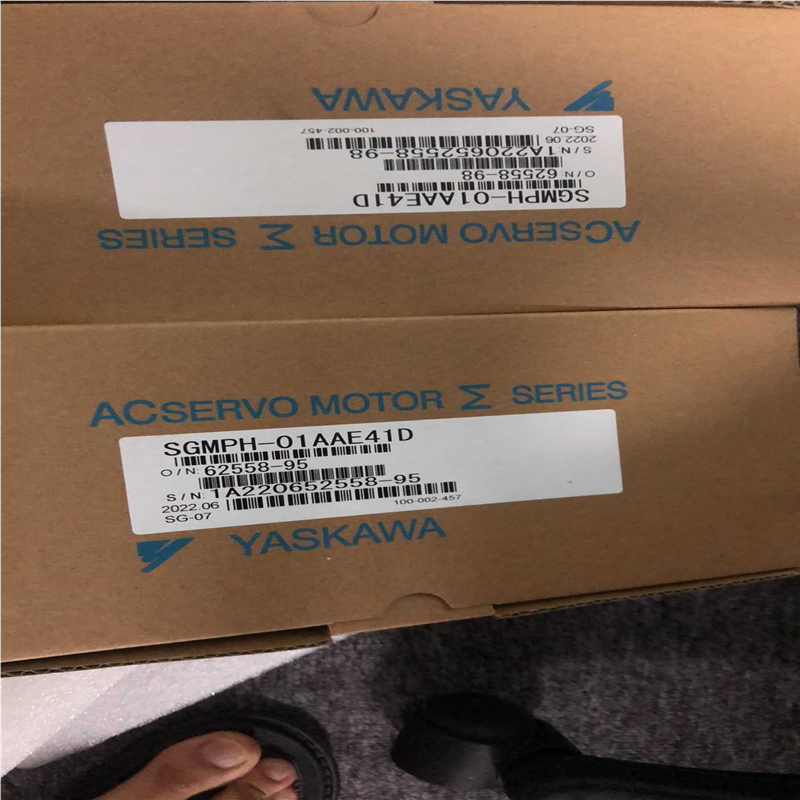 YASKAWA
100-002-457
2022.06
SG-07
S/N:1A220652558-98
O/N: 62558-98
SGMPH-01AAE41D
ACSERVO MOTOR Σ SERIES
ACSERVO MOTOR Σ SERIES
SGMPH-01AAE41D
O/N: 62558-95
S/N: 1A220652558-95
2022.06
100-002-457
SG-07
YASKAWA